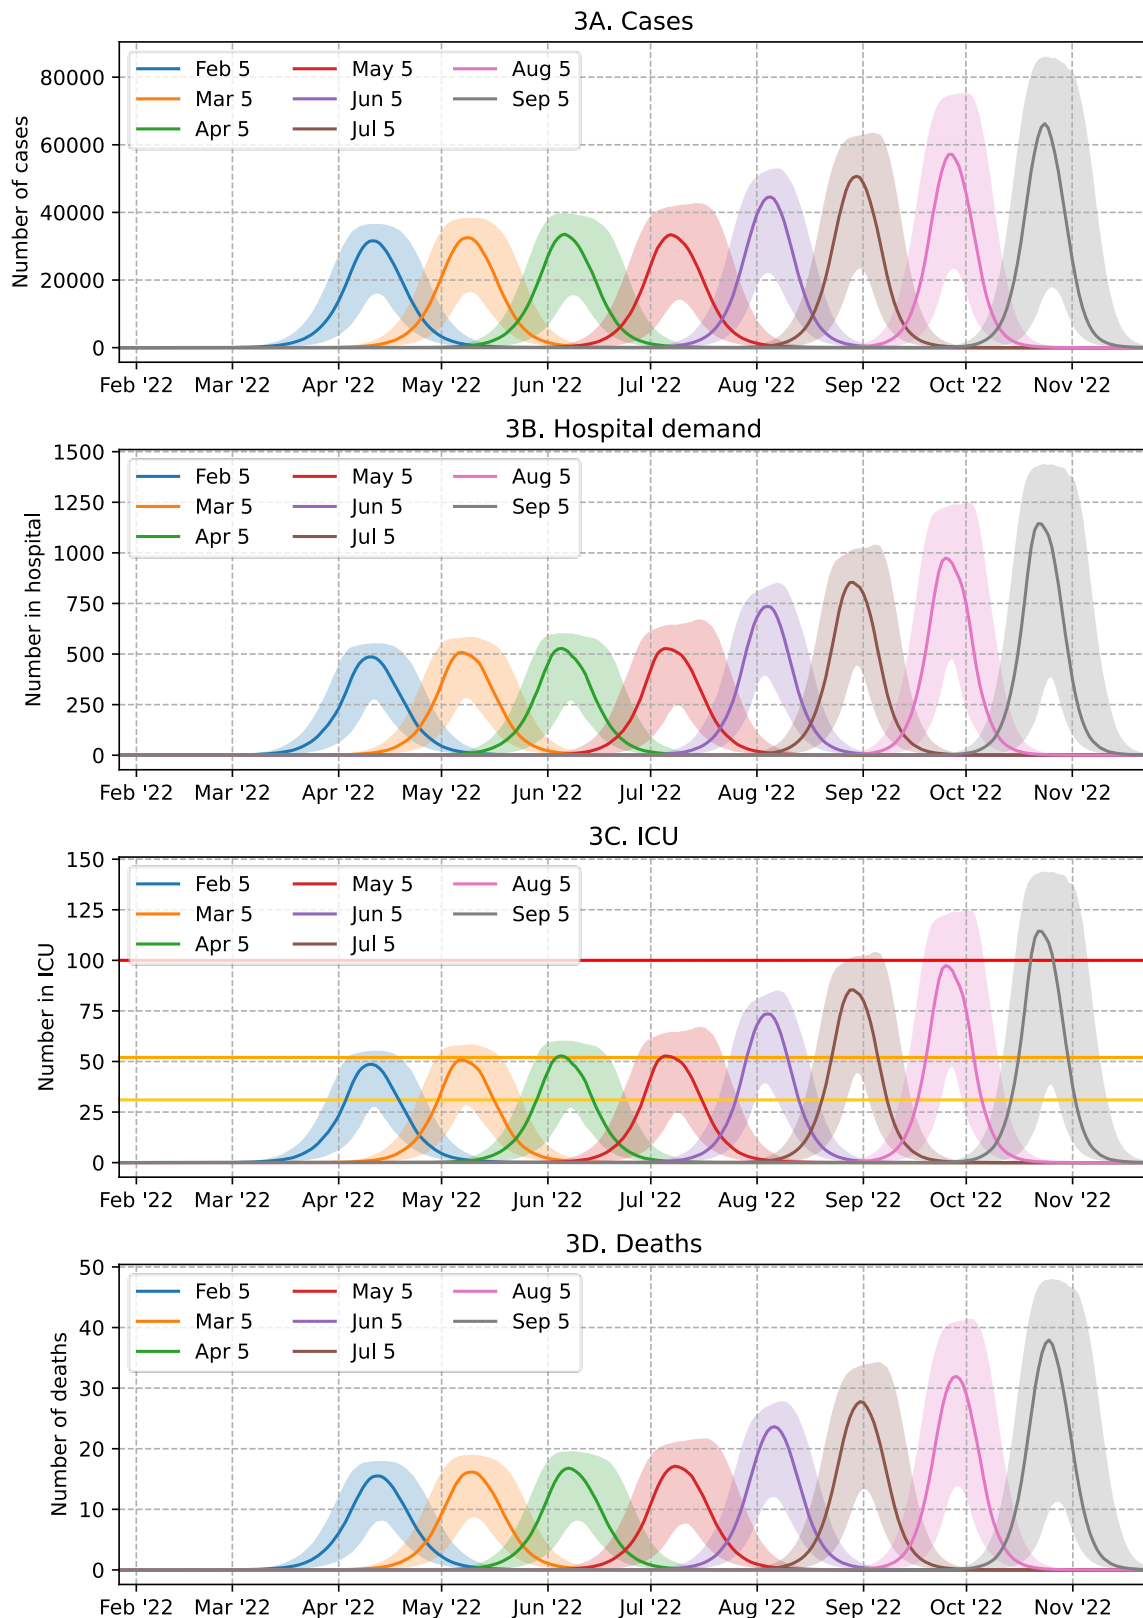 3A. Cases
Number of cases
80000
60000
40000
20000
0
Feb 5 May 5 Aug 5
Mar 5 Jun 5 Sep 5
Apr 5 Jul 5
Feb '22 Mar '22 Apr '22 May '22 Jun '22 Jul '22 Aug '22 Sep '22 Oct '22 Nov '22
3B. Hospital demand
Number in hospital
1500
1250
1000
750
500
250
0
Feb 5 May 5 Aug 5
Mar 5 Jun 5 Sep 5
Apr 5 Jul 5
Feb '22 Mar '22 Apr '22 May '22 Jun '22 Jul '22 Aug '22 Sep '22 Oct '22 Nov '22
3C. ICU
Number in ICU
150
125
100
75
50
25
0
Feb 5 May 5 Aug 5
Mar 5 Jun 5 Sep 5
Apr 5 Jul 5
Feb '22 Mar '22 Apr '22 May '22 Jun '22 Jul '22 Aug '22 Sep '22 Oct '22 Nov '22
3D. Deaths
Number of deaths
50
40
30
20
10
0
Feb 5 May 5 Aug 5
Mar 5 Jun 5 Sep 5
Apr 5 Jul 5
Feb '22 Mar '22 Apr '22 May '22 Jun '22 Jul '22 Aug '22 Sep '22 Oct '22 Nov '22